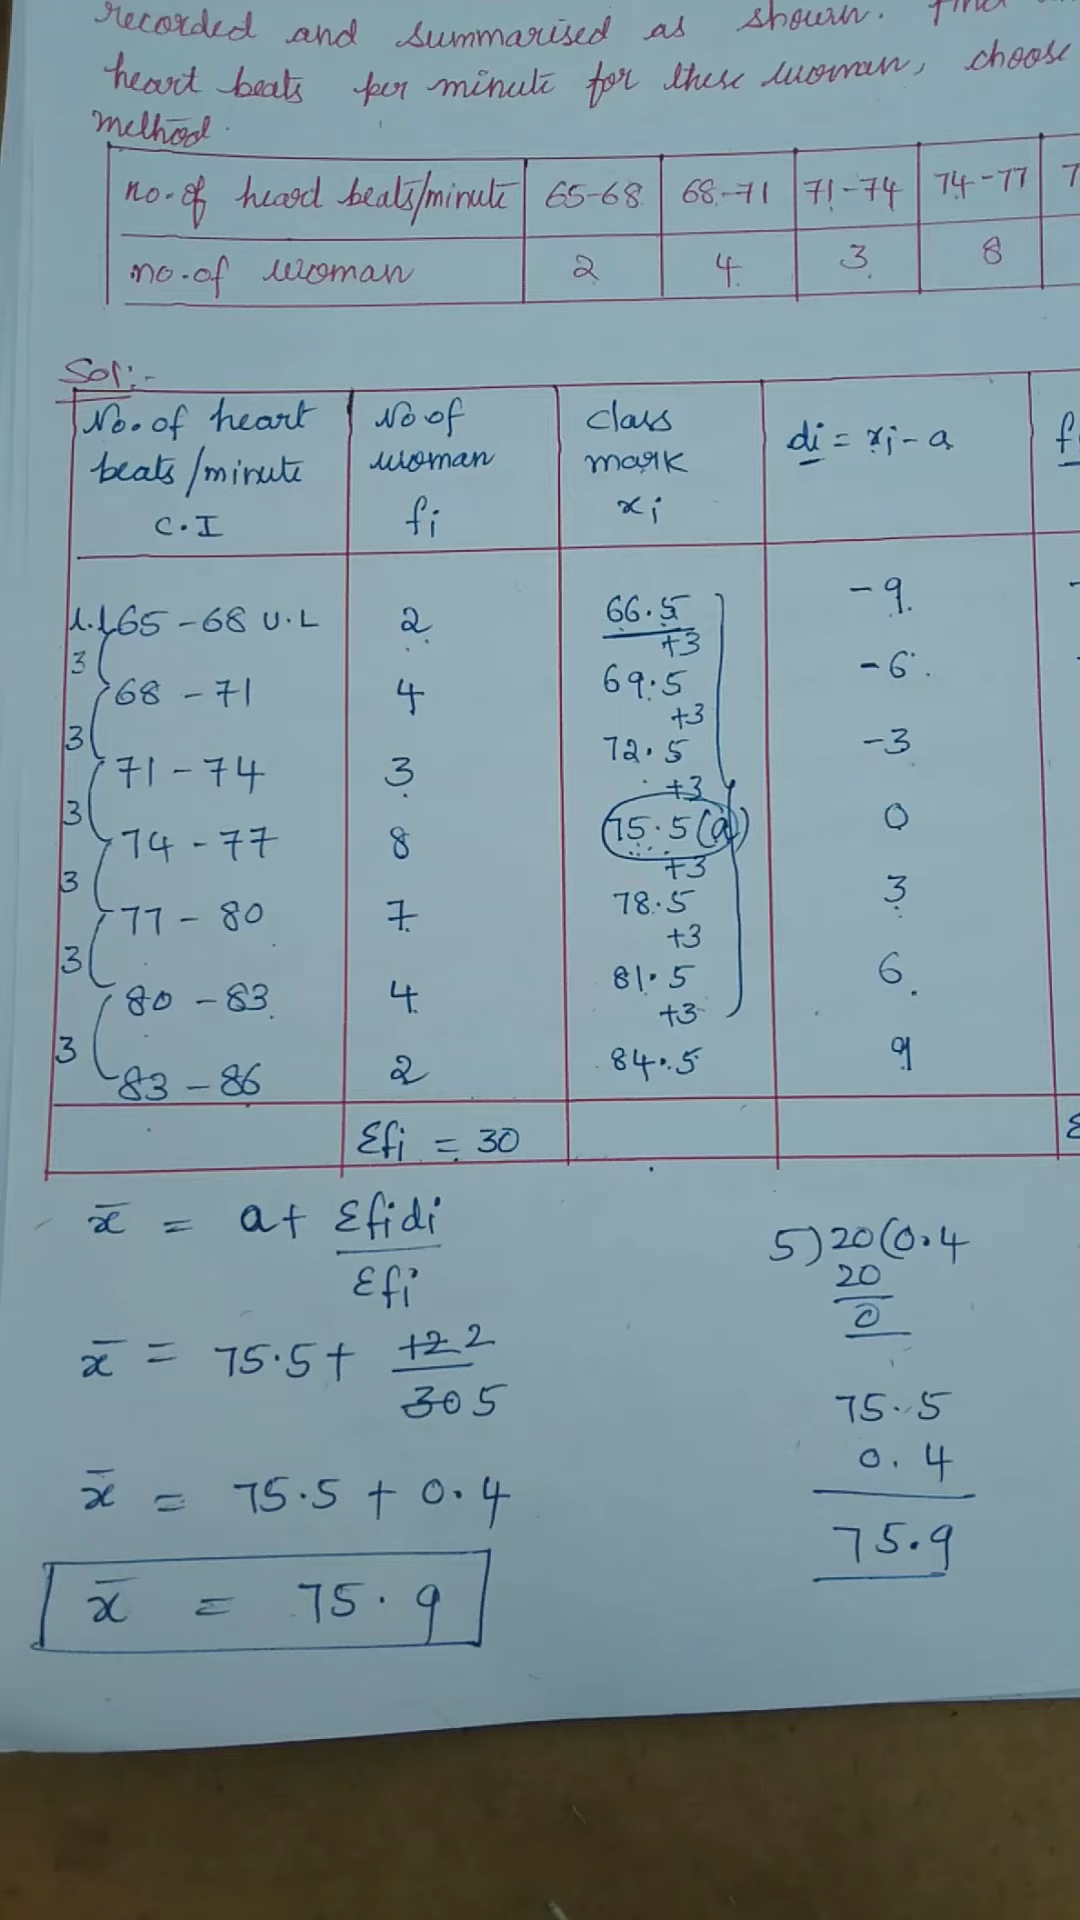 recorded and summarised as shown. Find
heart beats per minute for these woman, choose
method.
no. of heard beats/minute 65-68 68-71 71-74 74-77 7
no. of woman 2 4 3 8
Sol:-
No. of heart beats/minute C.I No of woman fi class mark xi di = xi - a f
l.l 65 - 68 U.L 2 66.5 -9
3 +3
68 - 71 4 69.5 -6
3 +3
71 - 74 3 72.5 -3
3 +3
74 - 77 8 75.5 (a) 0
3 +3
77 - 80 7 78.5 3
3 +3
80 - 83 4 81.5 6
3 +3
83 - 86 2 84.5 9
Σfi = 30 Σ
x̄ = a + Σfidi / Σfi
5)20(0.4
20
0
x̄ = 75.5 + 12 2 / 30 5
75.5
0.4
75.9
x̄ = 75.5 + 0.4
x̄ = 75.9